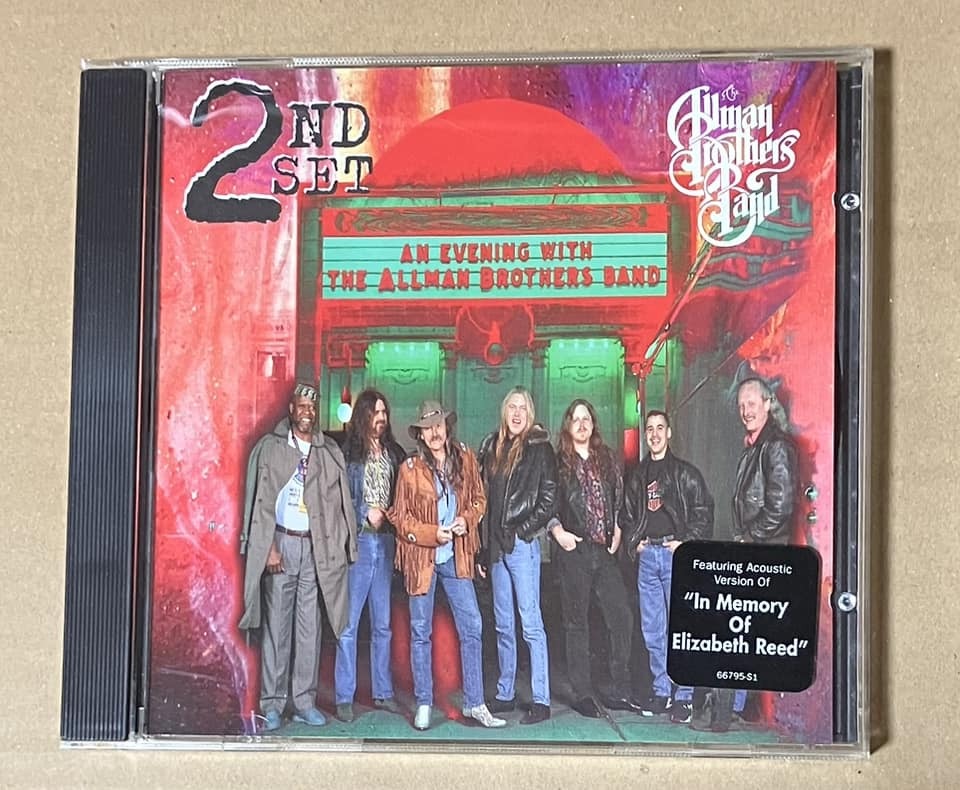 2ND
SET
The
Allman
Brothers
Band
AN EVENING WITH
THE ALLMAN BROTHERS BAND
Featuring Acoustic
Version Of
"In Memory
Of
Elizabeth Reed"
66795-S1